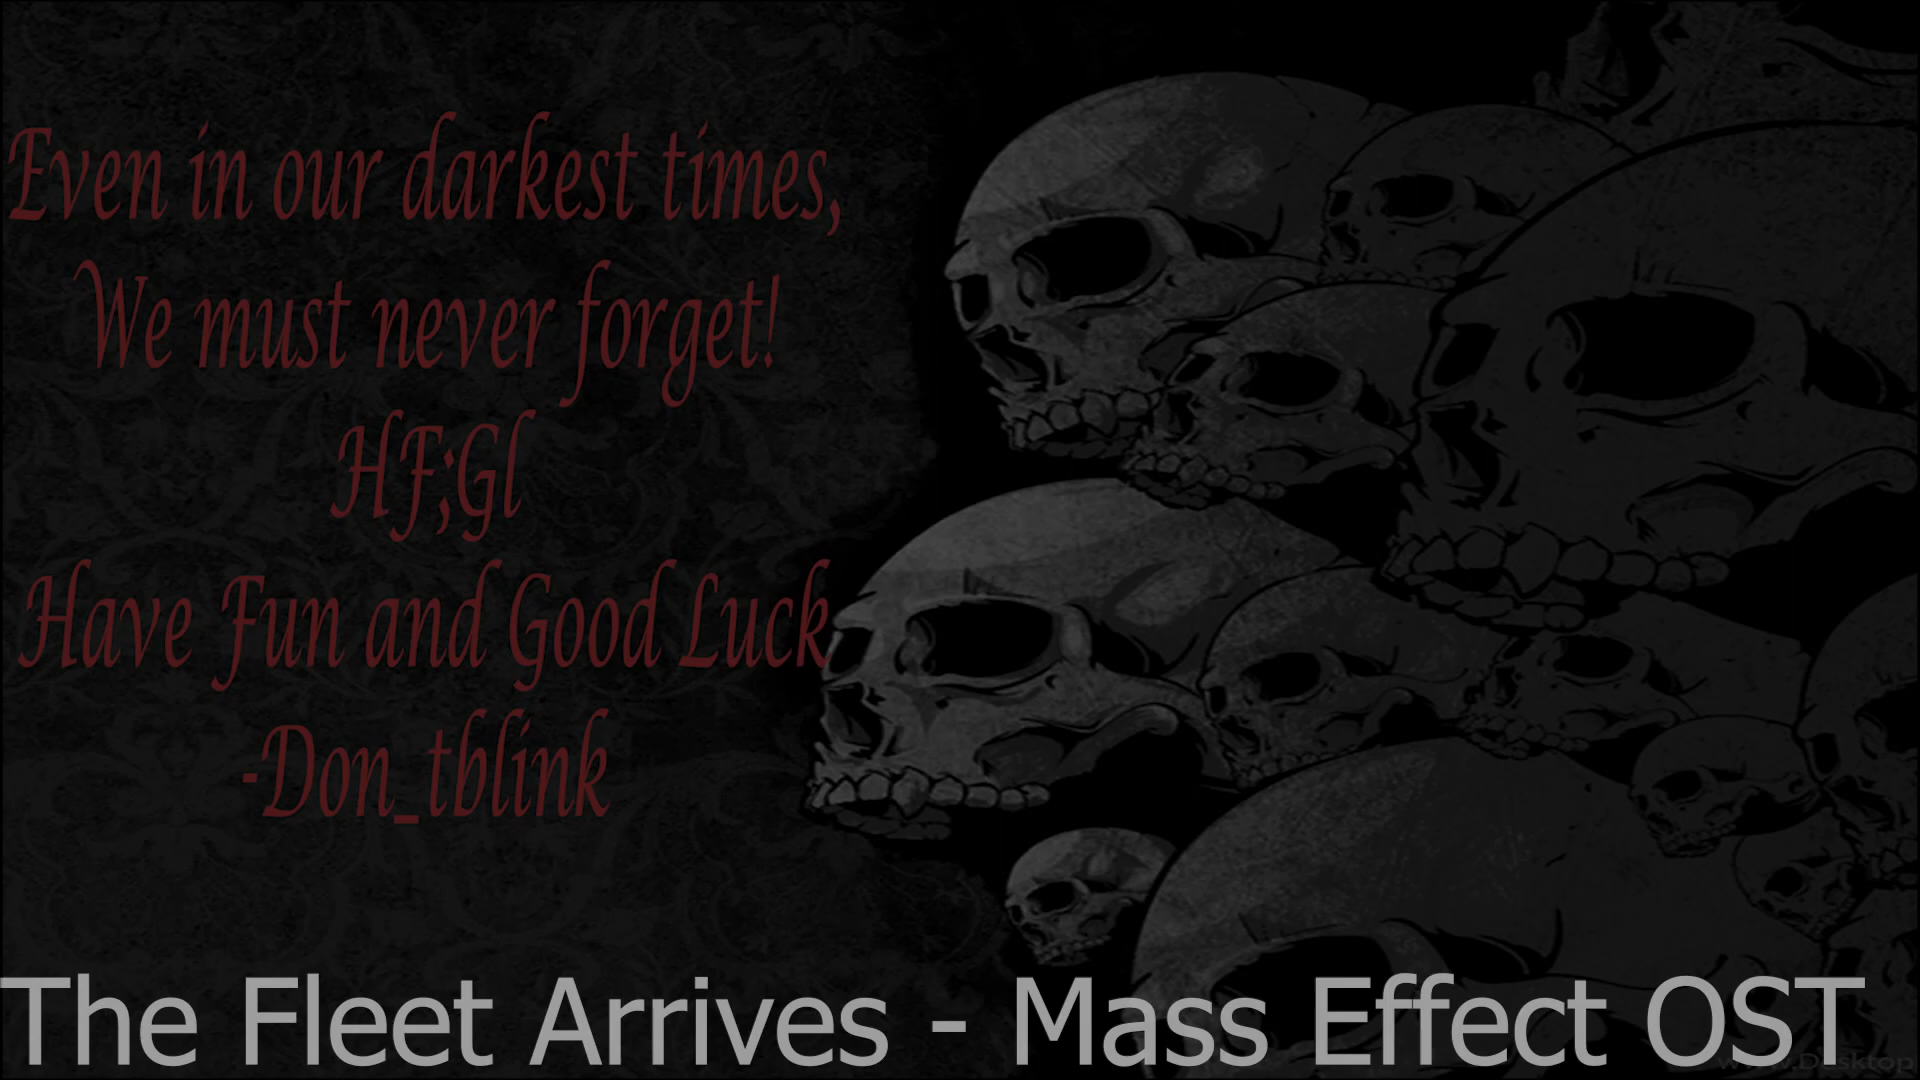 Even in our darkest times,
We must never forget!
HF;Gl
Have Fun and Good Luck
-Don_tblink
The Fleet Arrives - Mass Effect OST